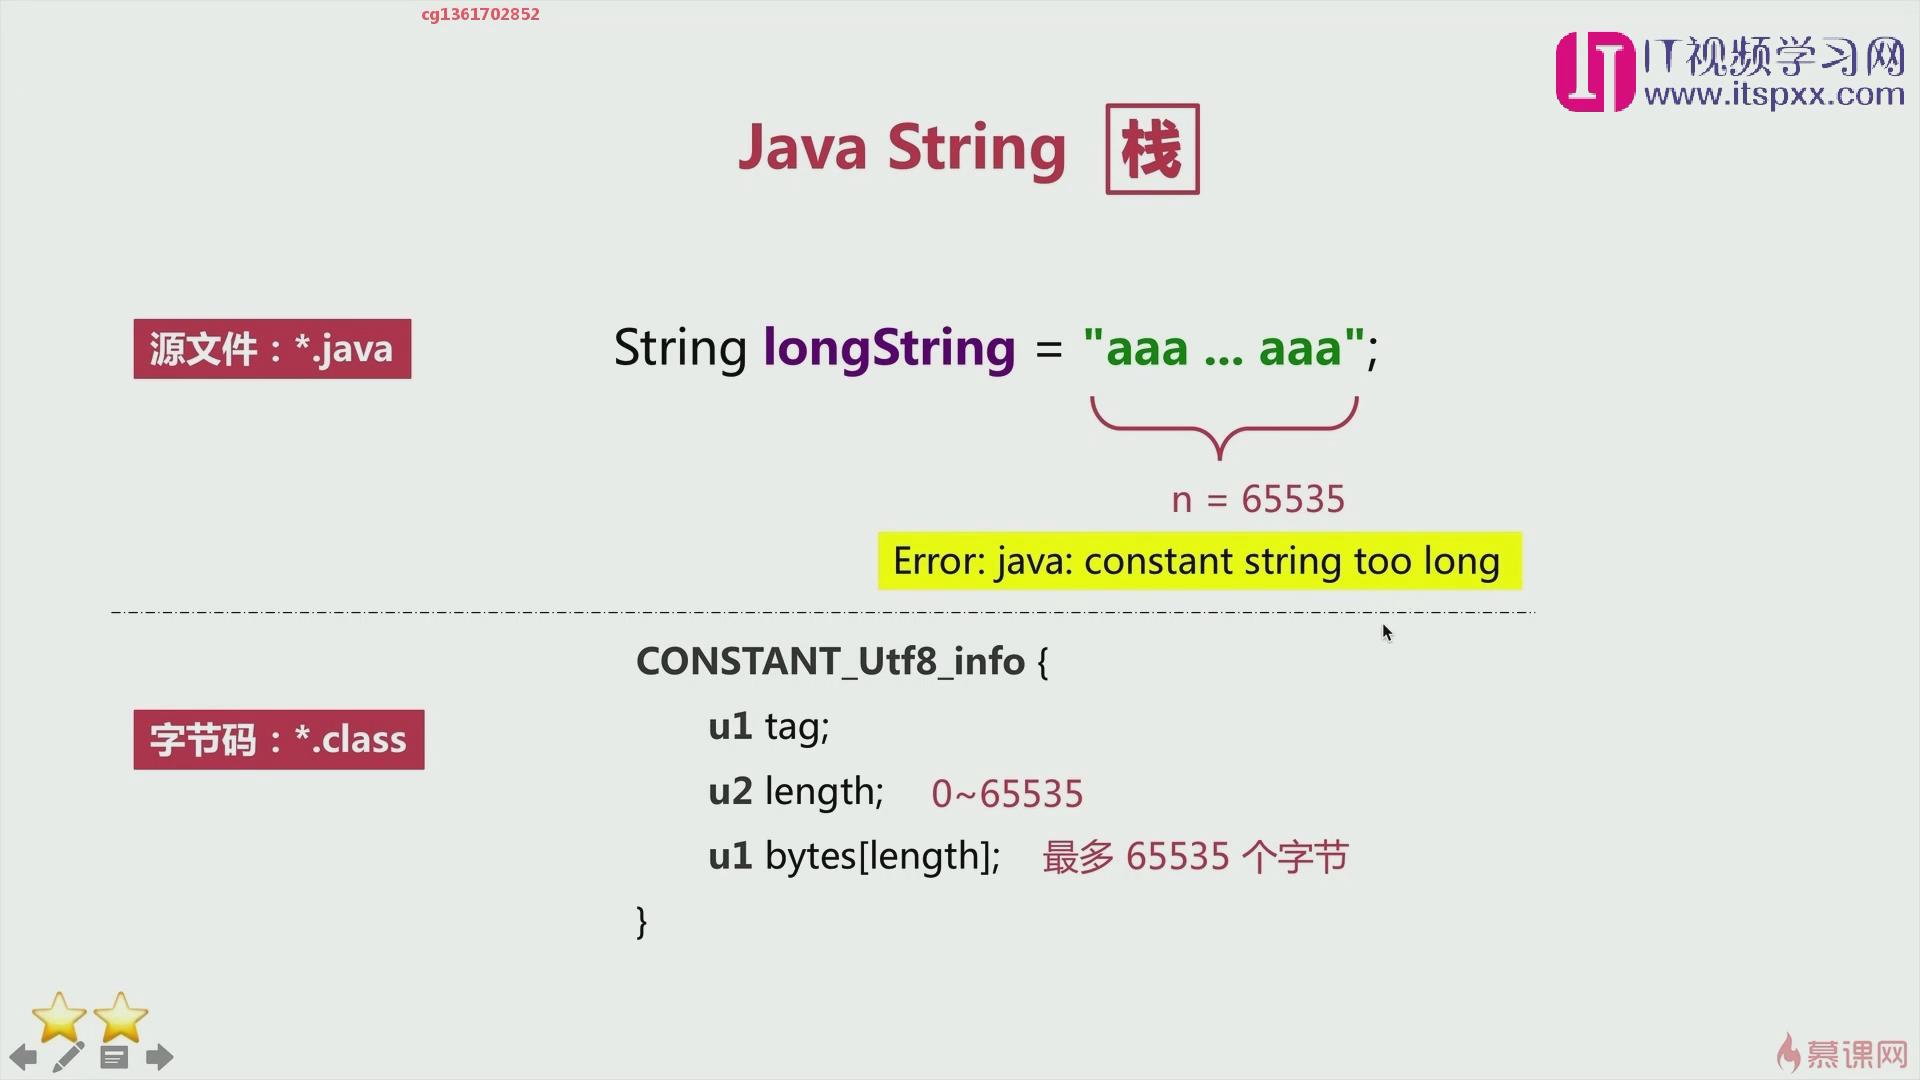 cg1361702852
IT视频学习网
www.itspxx.com
Java String 栈
源文件：*.java
String longString = "aaa ... aaa";
n = 65535
Error: java: constant string too long
CONSTANT_Utf8_info {
字节码：*.class
u1 tag;
u2 length; 0~65535
u1 bytes[length]; 最多 65535 个字节
}
慕课网